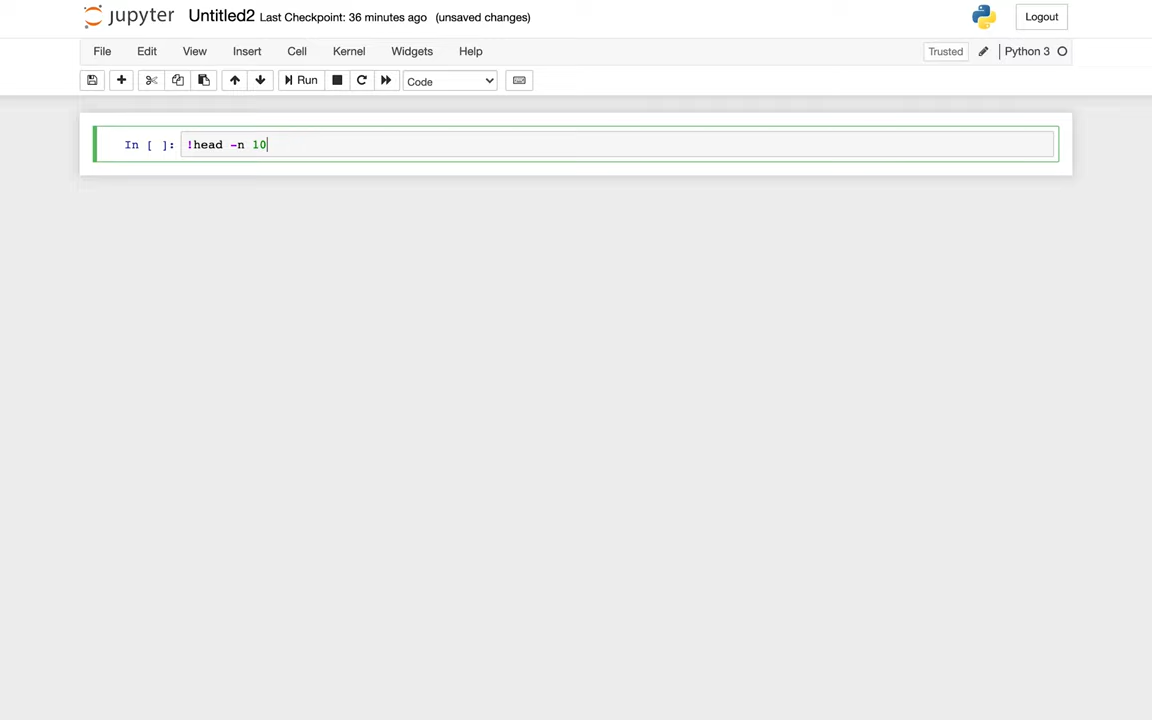 jupyter Untitled2 Last Checkpoint: 36 minutes ago (unsaved changes) Logout
File Edit View Insert Cell Kernel Widgets Help Trusted Python 3
Run Code
In [ ]: !head -n 10